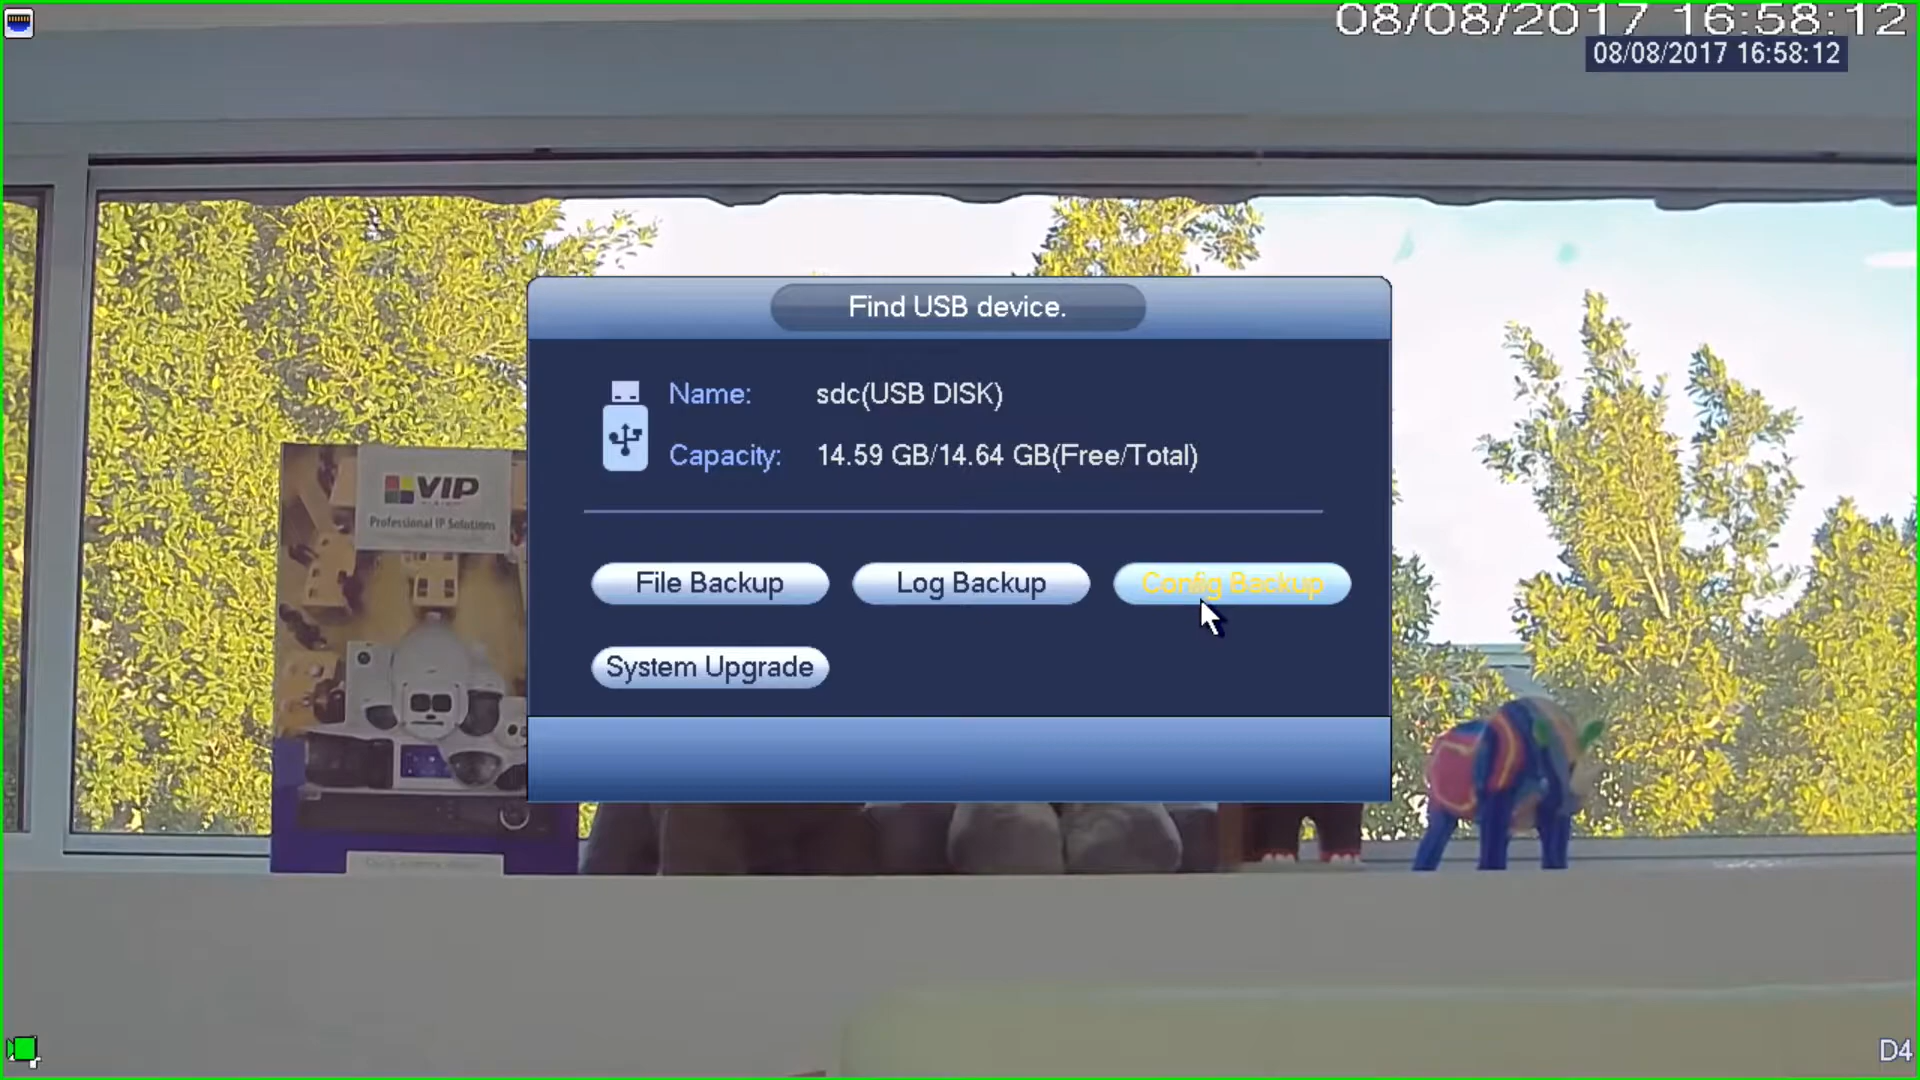 08/08/2017 16:58:12
08/08/2017 16:58:12
Find USB device.
Name: sdc(USB DISK)
Capacity: 14.59 GB/14.64 GB(Free/Total)
File Backup
Log Backup
Config Backup
System Upgrade
VIP
Professional IP Solutions
D4